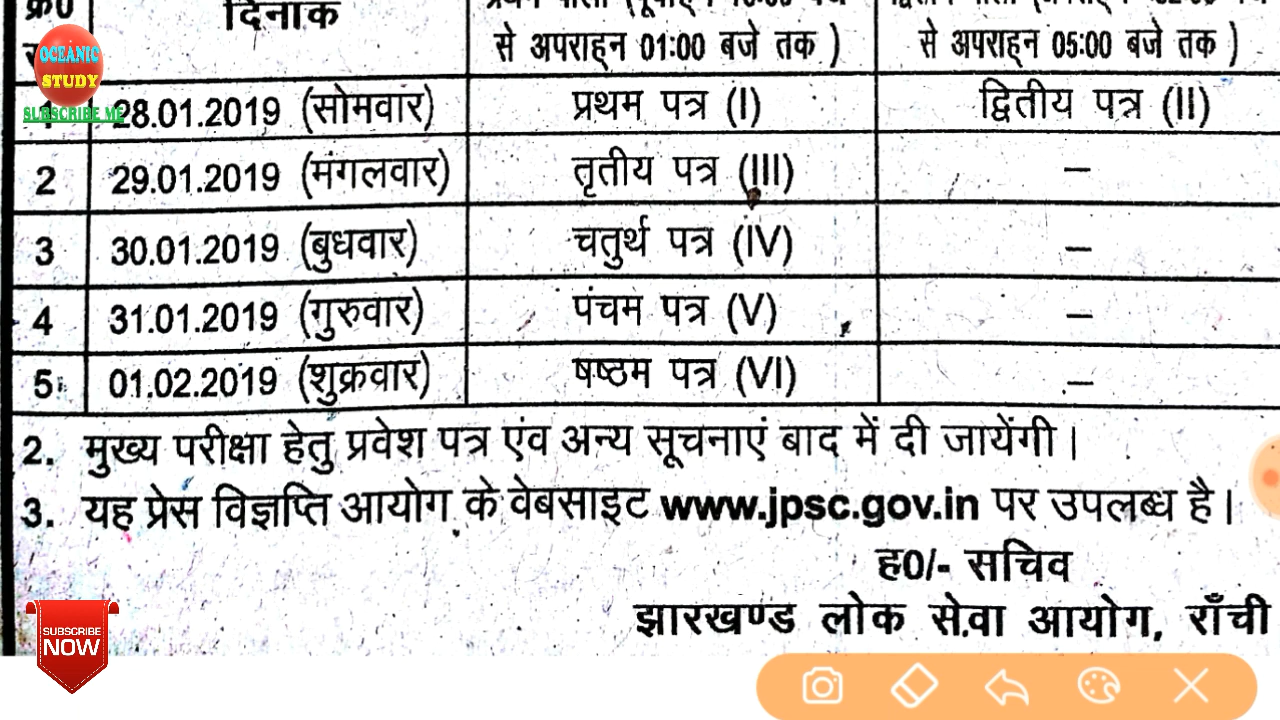 क्र०
दिनांक
से अपराह्न 01:00 बजे तक )
से अपराह्न 05:00 बजे तक )
OCEANIC
STUDY
SUBSCRIBE ME
1 28.01.2019 (सोमवार) प्रथम पत्र (I) द्वितीय पत्र (II)
2 29.01.2019 (मंगलवार) तृतीय पत्र (III) –
3 30.01.2019 (बुधवार) चतुर्थ पत्र (IV) –
4 31.01.2019 (गुरुवार) पंचम पत्र (V) –
5 01.02.2019 (शुक्रवार) षष्ठम पत्र (VI) –
2. मुख्य परीक्षा हेतु प्रवेश पत्र एंव अन्य सूचनाएं बाद में दी जायेंगी।
3. यह प्रेस विज्ञप्ति आयोग के वेबसाइट www.jpsc.gov.in पर उपलब्ध है।
ह0/- सचिव
झारखण्ड लोक सेवा आयोग, राँची
SUBSCRIBE
NOW